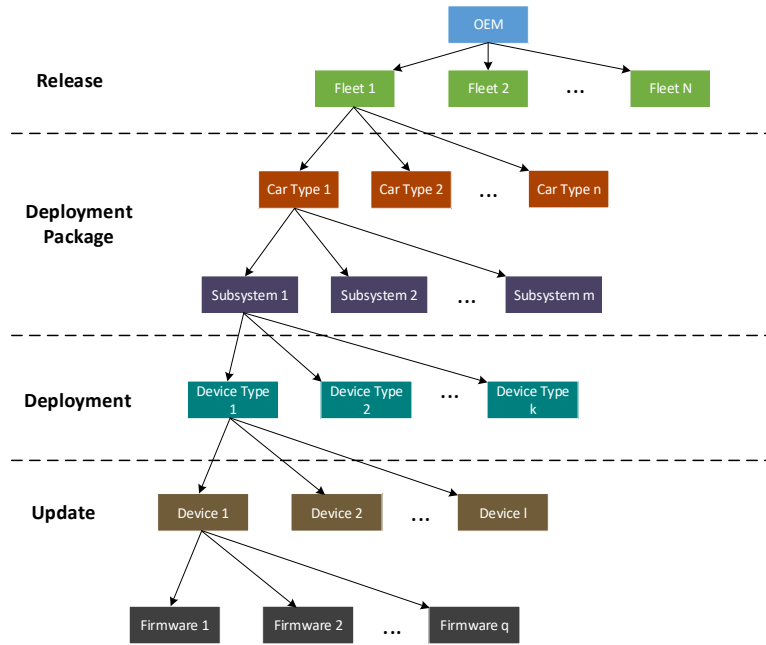 OEM
Release
Fleet 1
Fleet 2
...
Fleet N
Car Type 1
Car Type 2
...
Car Type n
Deployment
Package
Subsystem 1
Subsystem 2
...
Subsystem m
Deployment
Device Type
1
Device Type
2
...
Device Type
k
Update
Device 1
Device 2
...
Device l
Firmware 1
Firmware 2
...
Firmware q